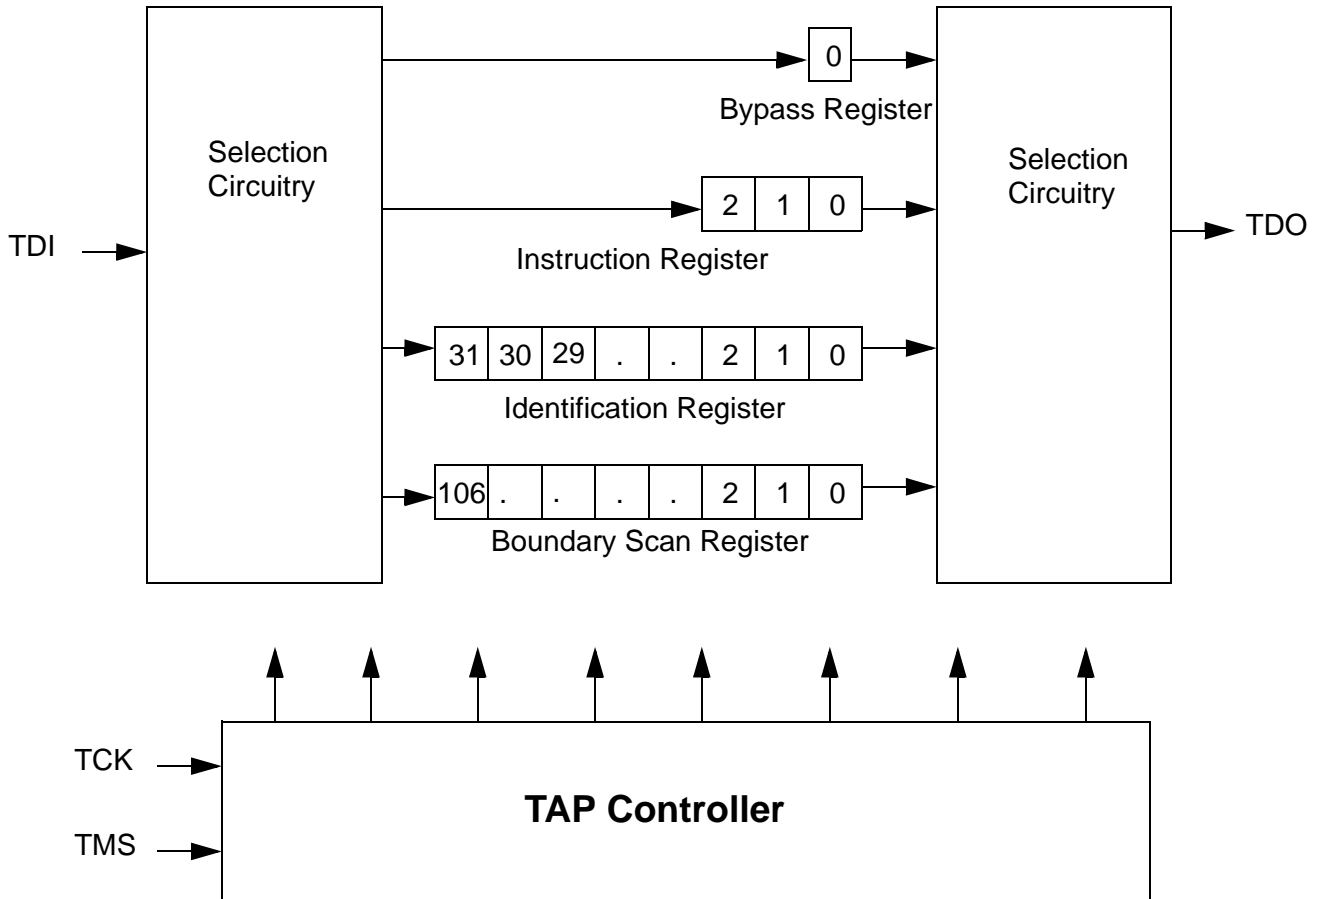 0
Bypass Register
Selection
Circuitry
Selection
Circuitry
2 1 0
TDI
TDO
Instruction Register
31 30 29 . . 2 1 0
Identification Register
106 . . . . 2 1 0
Boundary Scan Register
TCK
TAP Controller
TMS